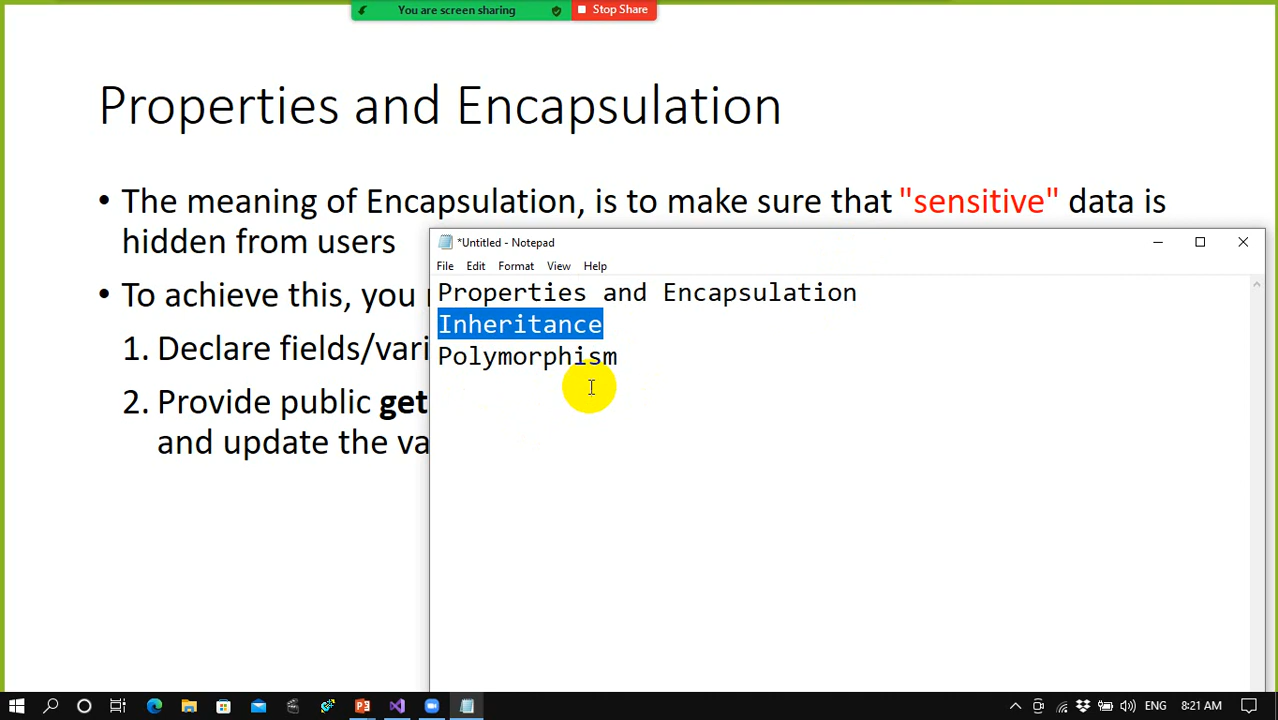 You are screen sharing
Stop Share
Properties and Encapsulation
• The meaning of Encapsulation, is to make sure that "sensitive" data is
hidden from users
• To achieve this, you
1. Declare fields/vari
2. Provide public get
and update the va
*Untitled - Notepad
File Edit Format View Help
Properties and Encapsulation
Inheritance
Polymorphism
ENG 8:21 AM